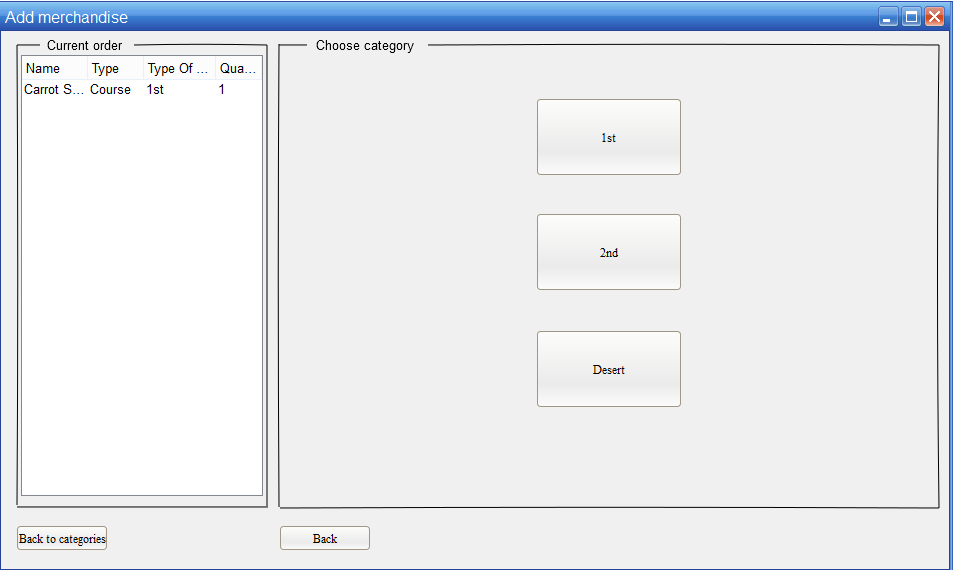 Add merchandise
Current order
Name Type Type Of ... Qua...
Carrot S... Course 1st 1
Choose category
1st
2nd
Desert
Back to categories
Back